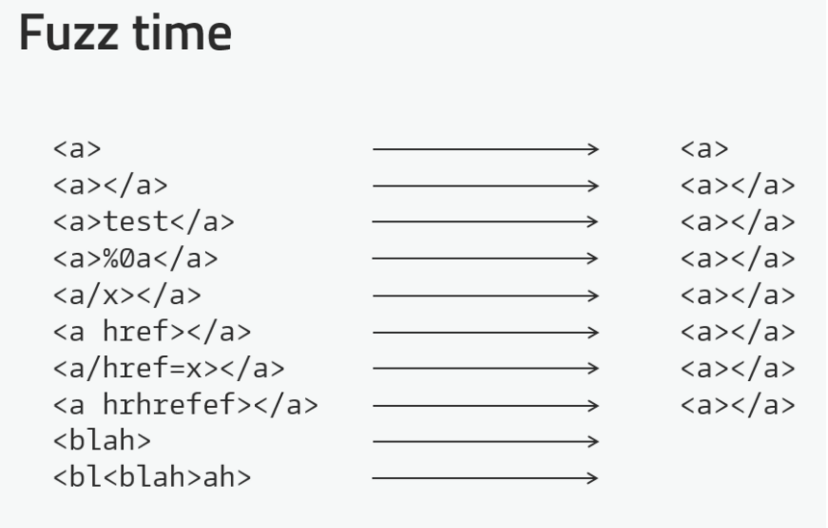 Fuzz time
<a> ⟶ <a>
<a></a> ⟶ <a></a>
<a>test</a> ⟶ <a></a>
<a>%0a</a> ⟶ <a></a>
<a/x></a> ⟶ <a></a>
<a href></a> ⟶ <a></a>
<a/href=x></a> ⟶ <a></a>
<a hrhrefef></a> ⟶ <a></a>
<blah> ⟶
<bl<blah>ah> ⟶